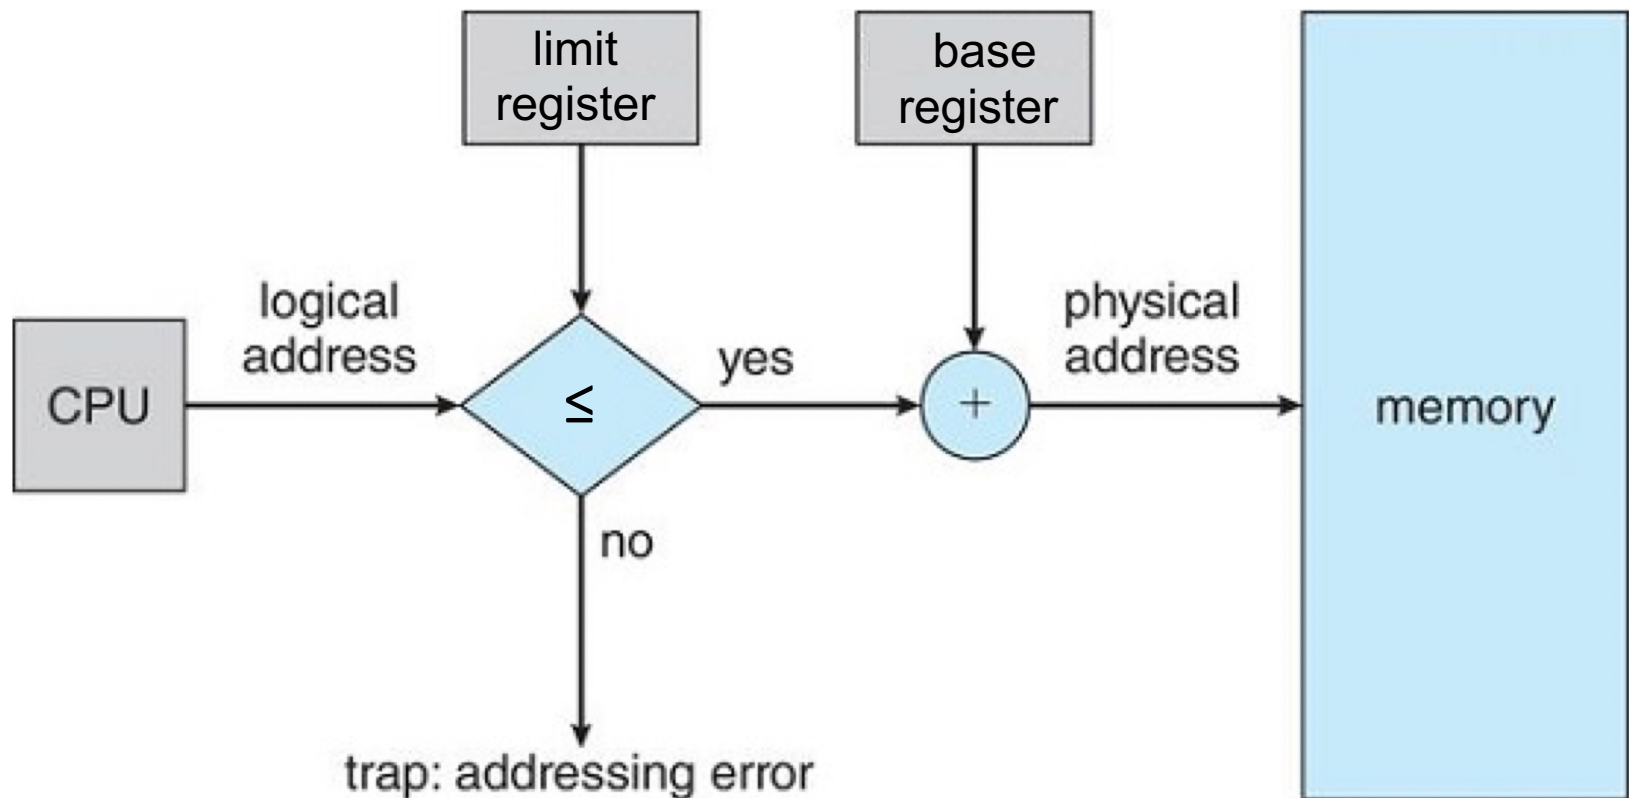 limit
register
base
register
logical
address
physical
address
CPU
≤
yes
+
memory
no
trap: addressing error